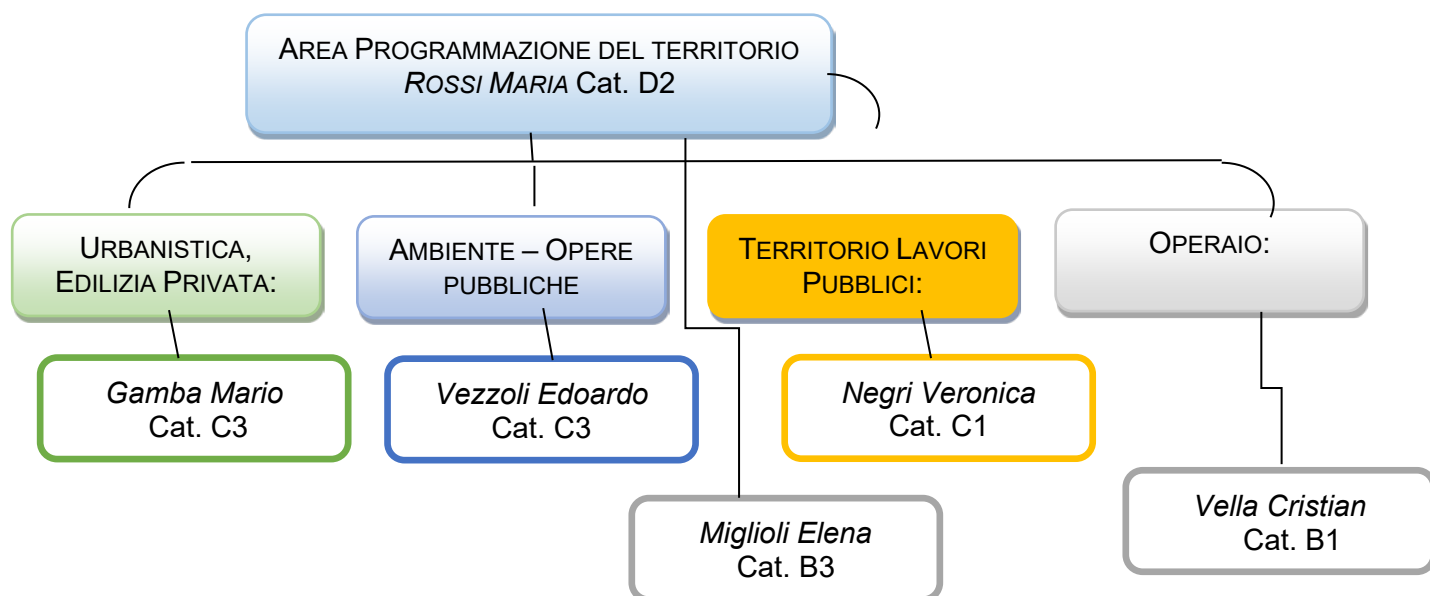 AREA PROGRAMMAZIONE DEL TERRITORIO
ROSSI MARIA Cat. D2
URBANISTICA,
EDILIZIA PRIVATA:
AMBIENTE – OPERE
PUBBLICHE
TERRITORIO LAVORI
PUBBLICI:
OPERAIO:
Gamba Mario
Cat. C3
Vezzoli Edoardo
Cat. C3
Negri Veronica
Cat. C1
Miglioli Elena
Cat. B3
Vella Cristian
Cat. B1